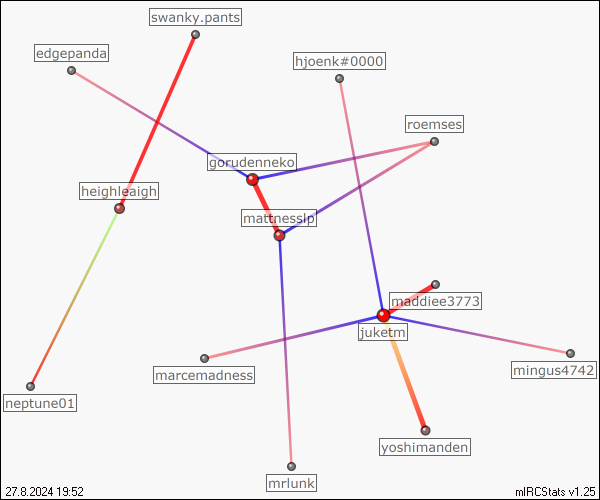 swanky.pants
edgepanda
hjoenk#0000
roemses
gorudenneko
heighleaigh
mattnesslp
maddiee3773
juketm
mingus4742
marcemadness
neptune01
yoshimanden
mrlunk
27.8.2024 19:52
mIRCStats v1.25